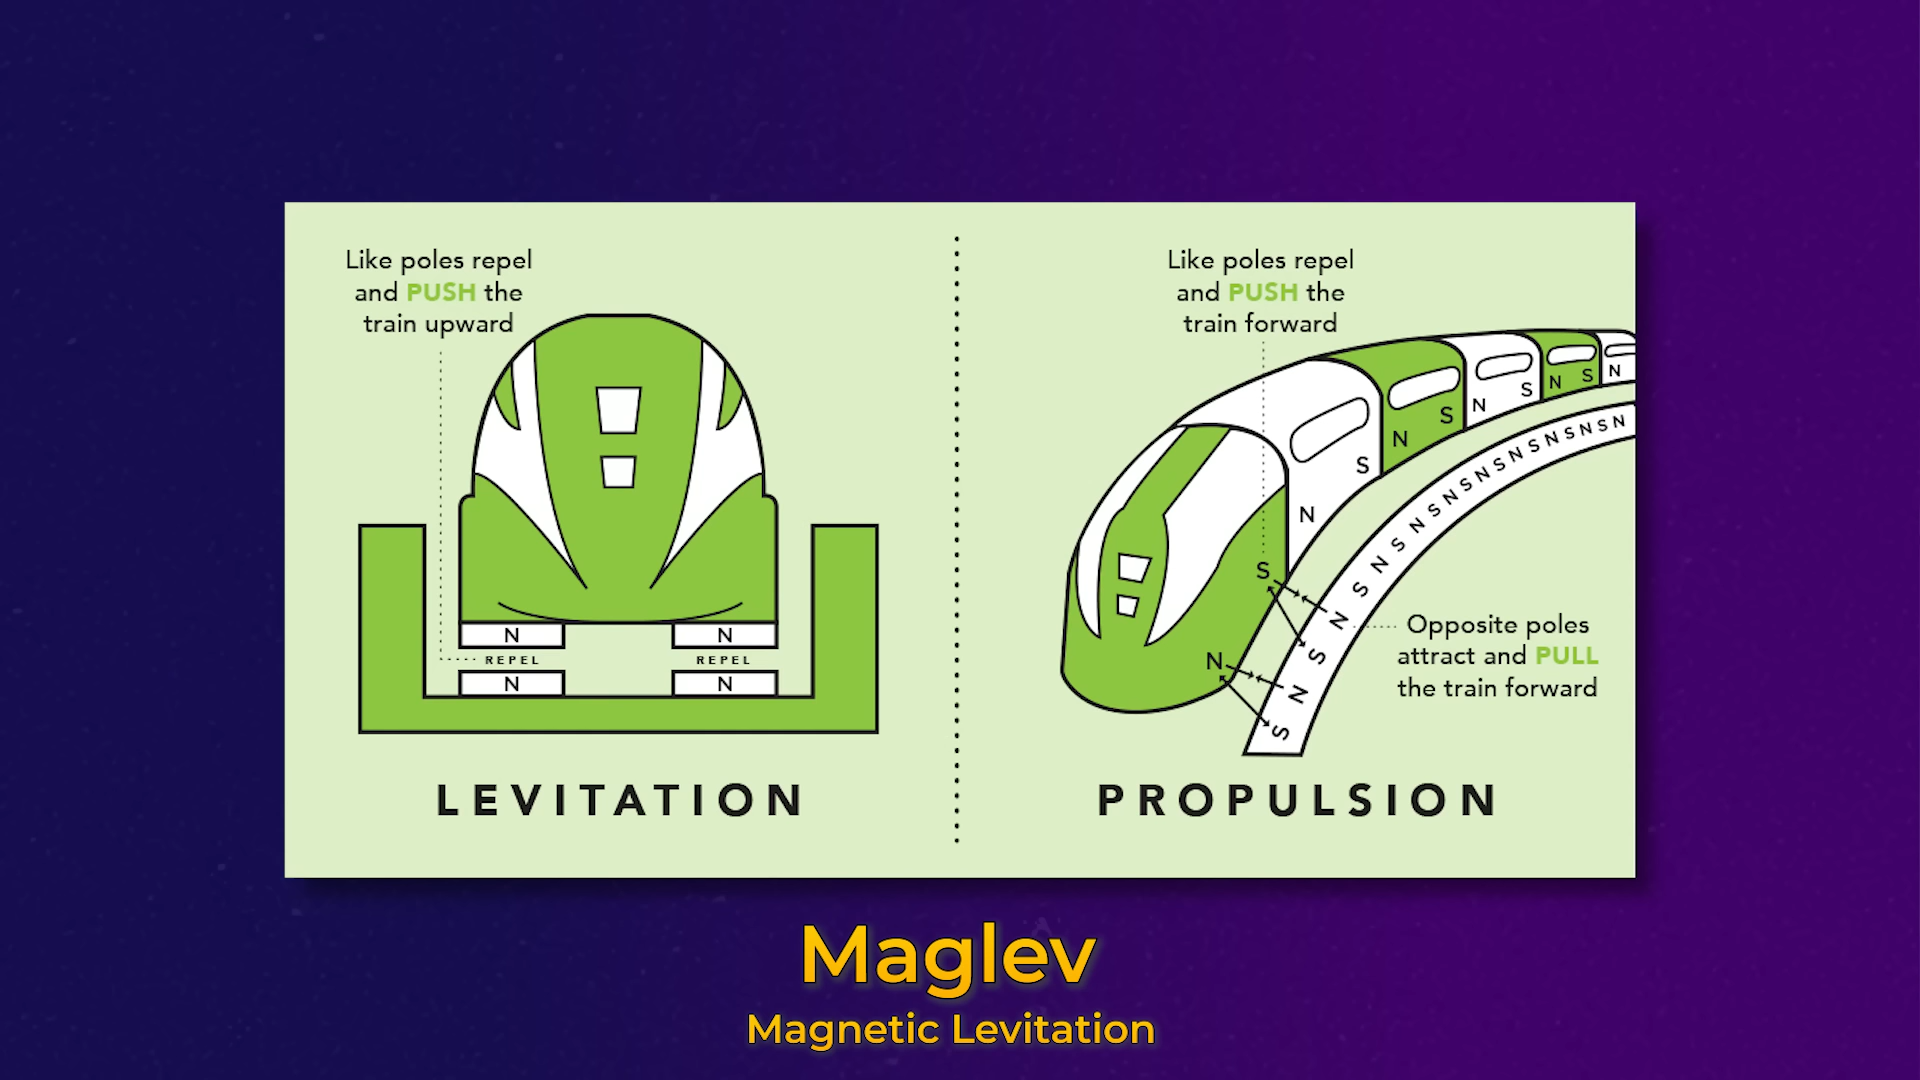 Like poles repel
and PUSH the
train upward
N
N
REPEL
REPEL
N
N
LEVITATION
Like poles repel
and PUSH the
train forward
N
S
N
S
N
S
N
S
N
S
N
S
N
S
N
S
N
S
N
S
N
S
N
S
N
S
N
S
N
S
N
S
N
S
Opposite poles
attract and PULL
the train forward
PROPULSION
Maglev
Magnetic Levitation